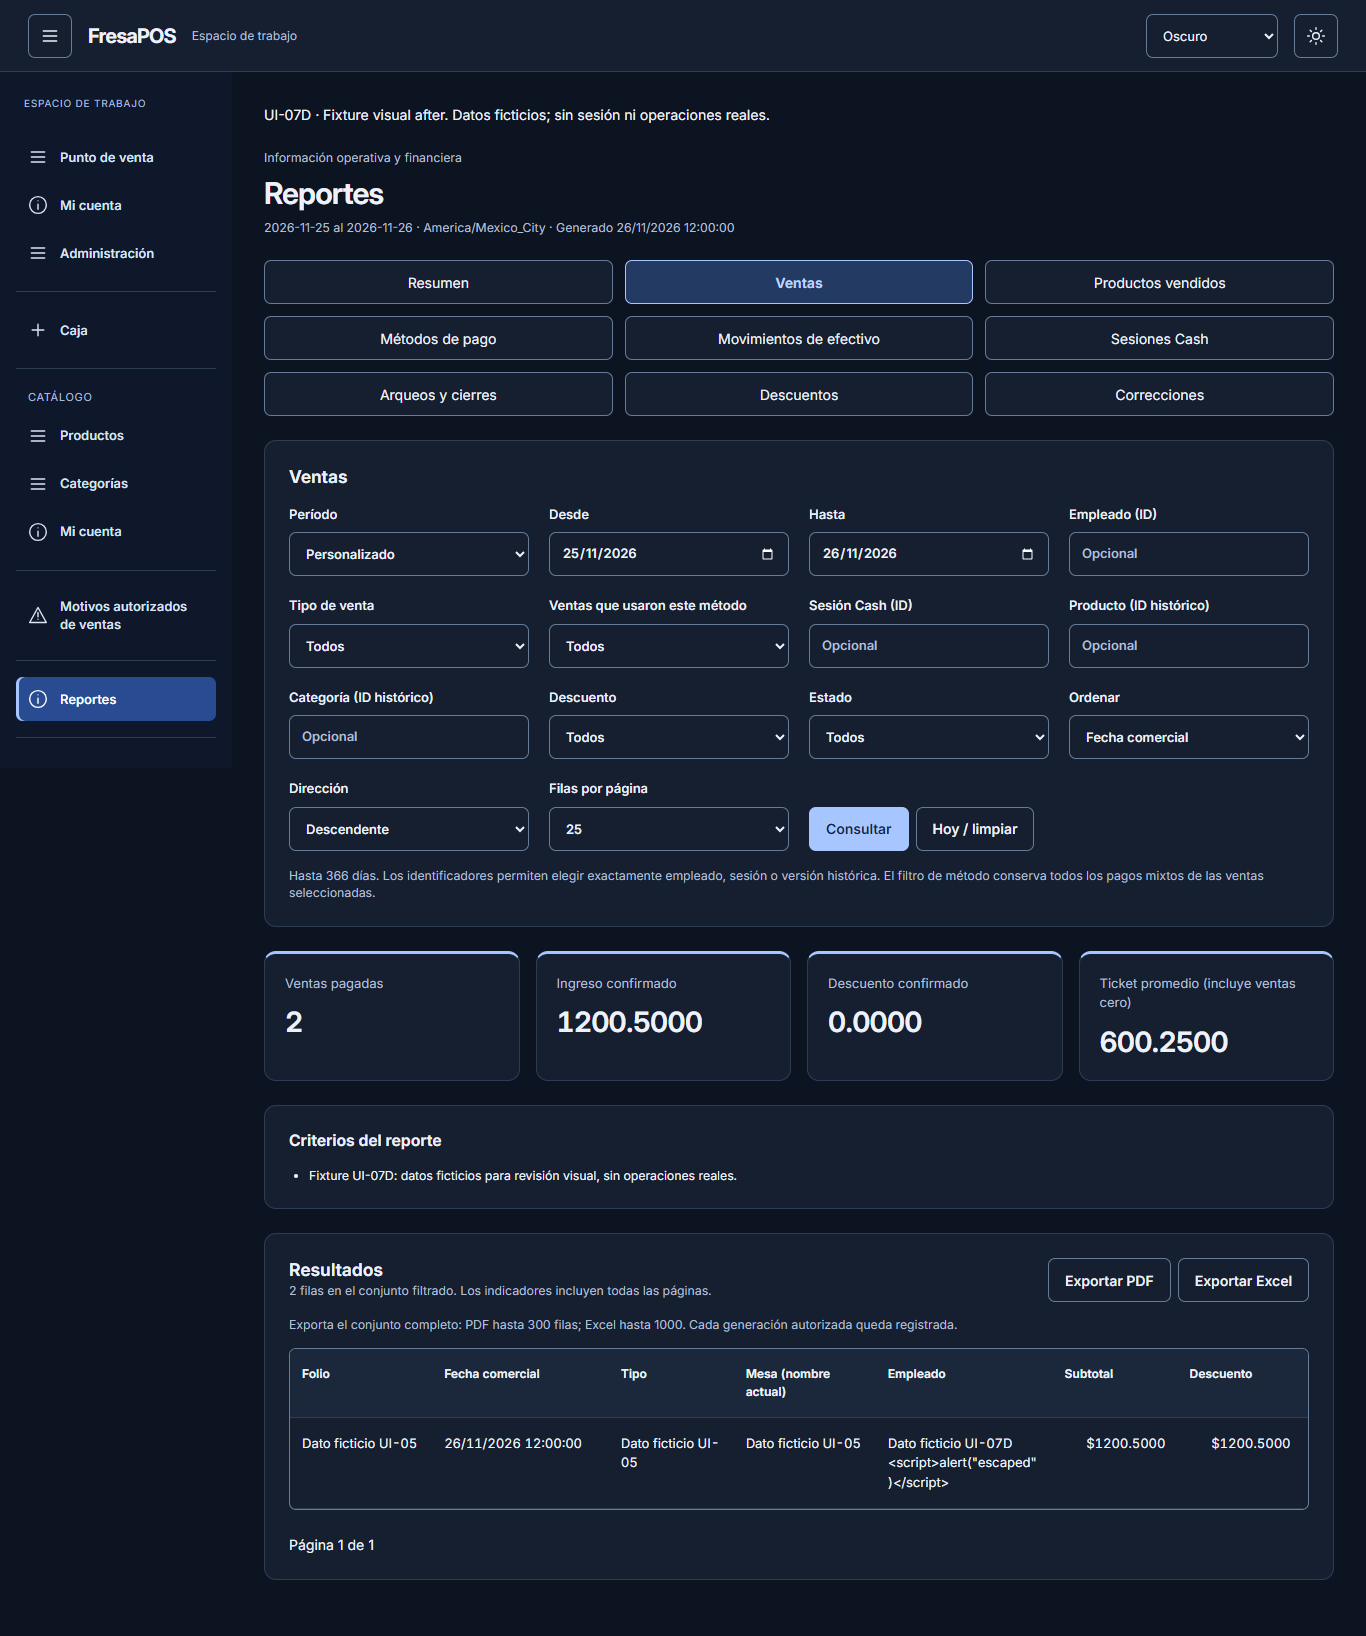 FresaPOS Espacio de trabajo
Oscuro
ESPACIO DE TRABAJO
Punto de venta
Mi cuenta
Administración
Caja
CATÁLOGO
Productos
Categorías
Mi cuenta
Motivos autorizados
de ventas
Reportes
UI-07D · Fixture visual after. Datos ficticios; sin sesión ni operaciones reales.
Información operativa y financiera
Reportes
2026-11-25 al 2026-11-26 · America/Mexico_City · Generado 26/11/2026 12:00:00
Resumen Ventas Productos vendidos
Métodos de pago Movimientos de efectivo Sesiones Cash
Arqueos y cierres Descuentos Correcciones
Ventas
Período Desde Hasta Empleado (ID)
Personalizado 25/11/2026 26/11/2026 Opcional
Tipo de venta Ventas que usaron este método Sesión Cash (ID) Producto (ID histórico)
Todos Todos Opcional Opcional
Categoría (ID histórico) Descuento Estado Ordenar
Opcional Todos Todos Fecha comercial
Dirección Filas por página
Descendente 25 Consultar Hoy / limpiar
Hasta 366 días. Los identificadores permiten elegir exactamente empleado, sesión o versión histórica. El filtro de método conserva todos los pagos mixtos de las ventas
seleccionadas.
Ventas pagadas
2
Ingreso confirmado
1200.5000
Descuento confirmado
0.0000
Ticket promedio (incluye ventas
cero)
600.2500
Criterios del reporte
• Fixture UI-07D: datos ficticios para revisión visual, sin operaciones reales.
Resultados
2 filas en el conjunto filtrado. Los indicadores incluyen todas las páginas.
Exportar PDF Exportar Excel
Exporta el conjunto completo: PDF hasta 300 filas; Excel hasta 1000. Cada generación autorizada queda registrada.
Folio Fecha comercial Tipo Mesa (nombre Empleado Subtotal Descuento
actual)
Dato ficticio UI-05 26/11/2026 12:00:00 Dato ficticio UI- Dato ficticio UI-05 Dato ficticio UI-07D $1200.5000 $1200.5000
05 <script>alert("escaped"
)</script>
Página 1 de 1